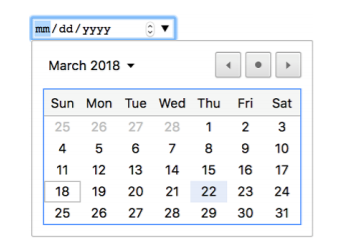 mm/dd/yyyy
March 2018
Sun Mon Tue Wed Thu Fri Sat
25 26 27 28 1 2 3
4 5 6 7 8 9 10
11 12 13 14 15 16 17
18 19 20 21 22 23 24
25 26 27 28 29 30 31